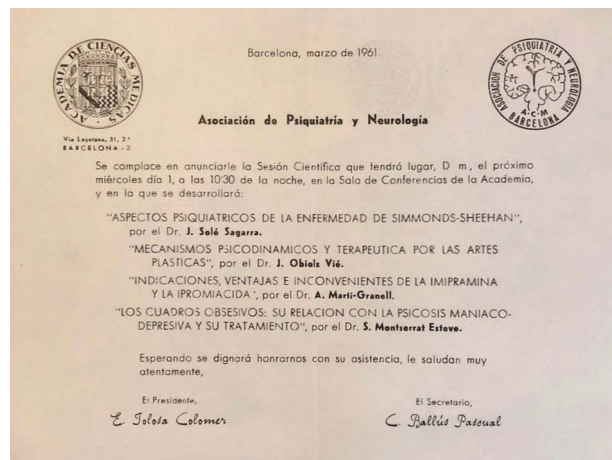 ACADEMIA DE CIENCIAS MEDICAS
Barcelona, marzo de 1961
ASOCIACION DE PSIQUIATRIA Y NEUROLOGIA
A·C·M
BARCELONA
Asociación de Psiquiatría y Neurología
Vía Layetana, 31, 2.º
BARCELONA - 3
Se complace en anunciarle la Sesión Científica que tendrá lugar, D m., el próximo
miércoles día 1, a las 10'30 de la noche, en la Sala de Conferencias de la Academia,
y en la que se desarrollará:
"ASPECTOS PSIQUIATRICOS DE LA ENFERMEDAD DE SIMMONDS-SHEEHAN",
por el Dr. J. Solé Sagarra.
"MECANISMOS PSICODINAMICOS Y TERAPEUTICA POR LAS ARTES
PLASTICAS", por el Dr. J. Obiols Vié.
"INDICACIONES, VENTAJAS E INCONVENIENTES DE LA IMIPRAMINA
Y LA IPROMIACIDA", por el Dr. A. Martí-Granell.
"LOS CUADROS OBSESIVOS: SU RELACION CON LA PSICOSIS MANIACO-
DEPRESIVA Y SU TRATAMIENTO", por el Dr. S. Montserrat Esteve.
Esperando se dignará honrarnos con su asistencia, le saludan muy
atentamente,
El Presidente,
El Secretario,
E. Tolosa Colomer
C. Ballús Pascual